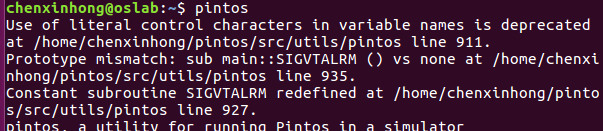 chenxinhong@oslab:~$ pintos
Use of literal control characters in variable names is deprecated
at /home/chenxinhong/pintos/src/utils/pintos line 911.
Prototype mismatch: sub main::SIGVTALRM () vs none at /home/chenxi
nhong/pintos/src/utils/pintos line 935.
Constant subroutine SIGVTALRM redefined at /home/chenxinhong/pinto
s/src/utils/pintos line 927.
pintos, a utility for running Pintos in a simulator